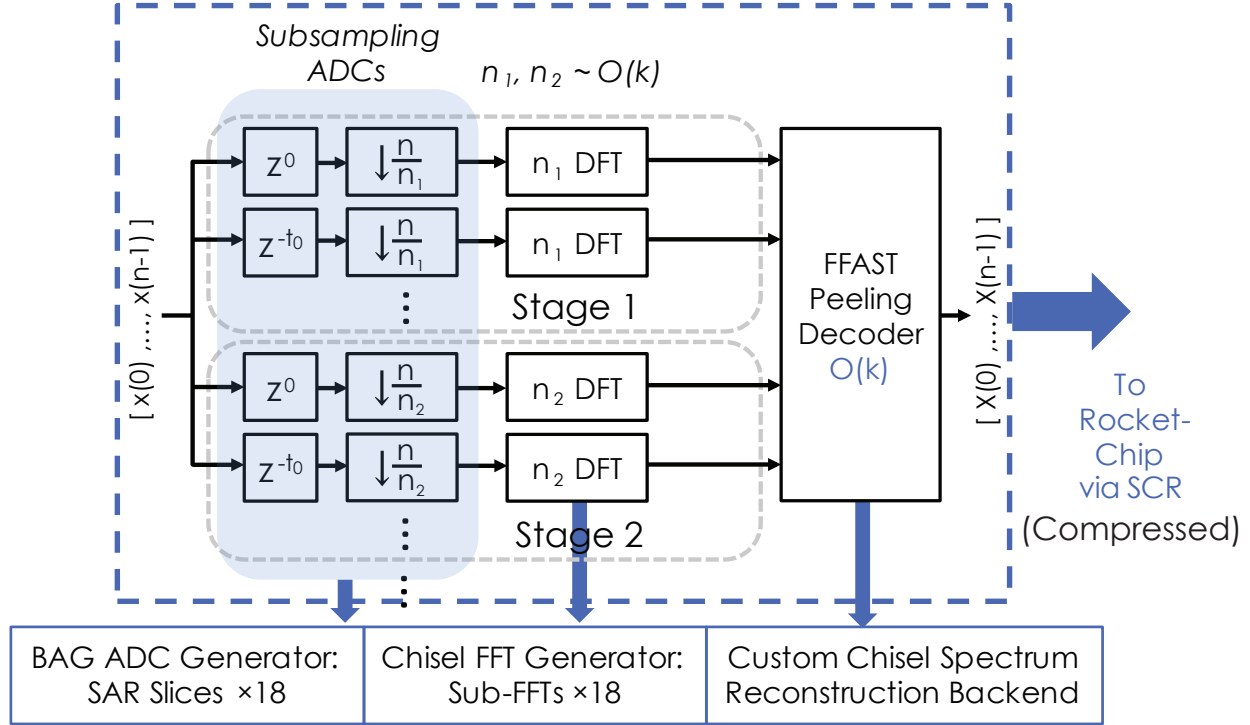 Subsampling
ADCs
n₁, n₂ ~ O(k)
[ x(0) ,..., x(n-1) ]
z⁰
↓ n/n₁
n₁ DFT
z^-t₀
↓ n/n₁
n₁ DFT
Stage 1
z⁰
↓ n/n₂
n₂ DFT
z^-t₀
↓ n/n₂
n₂ DFT
Stage 2
FFAST
Peeling
Decoder
O(k)
[ X(0) ,..., X(n-1) ]
To
Rocket-
Chip
via SCR
(Compressed)
BAG ADC Generator:
SAR Slices ×18
Chisel FFT Generator:
Sub-FFTs ×18
Custom Chisel Spectrum
Reconstruction Backend